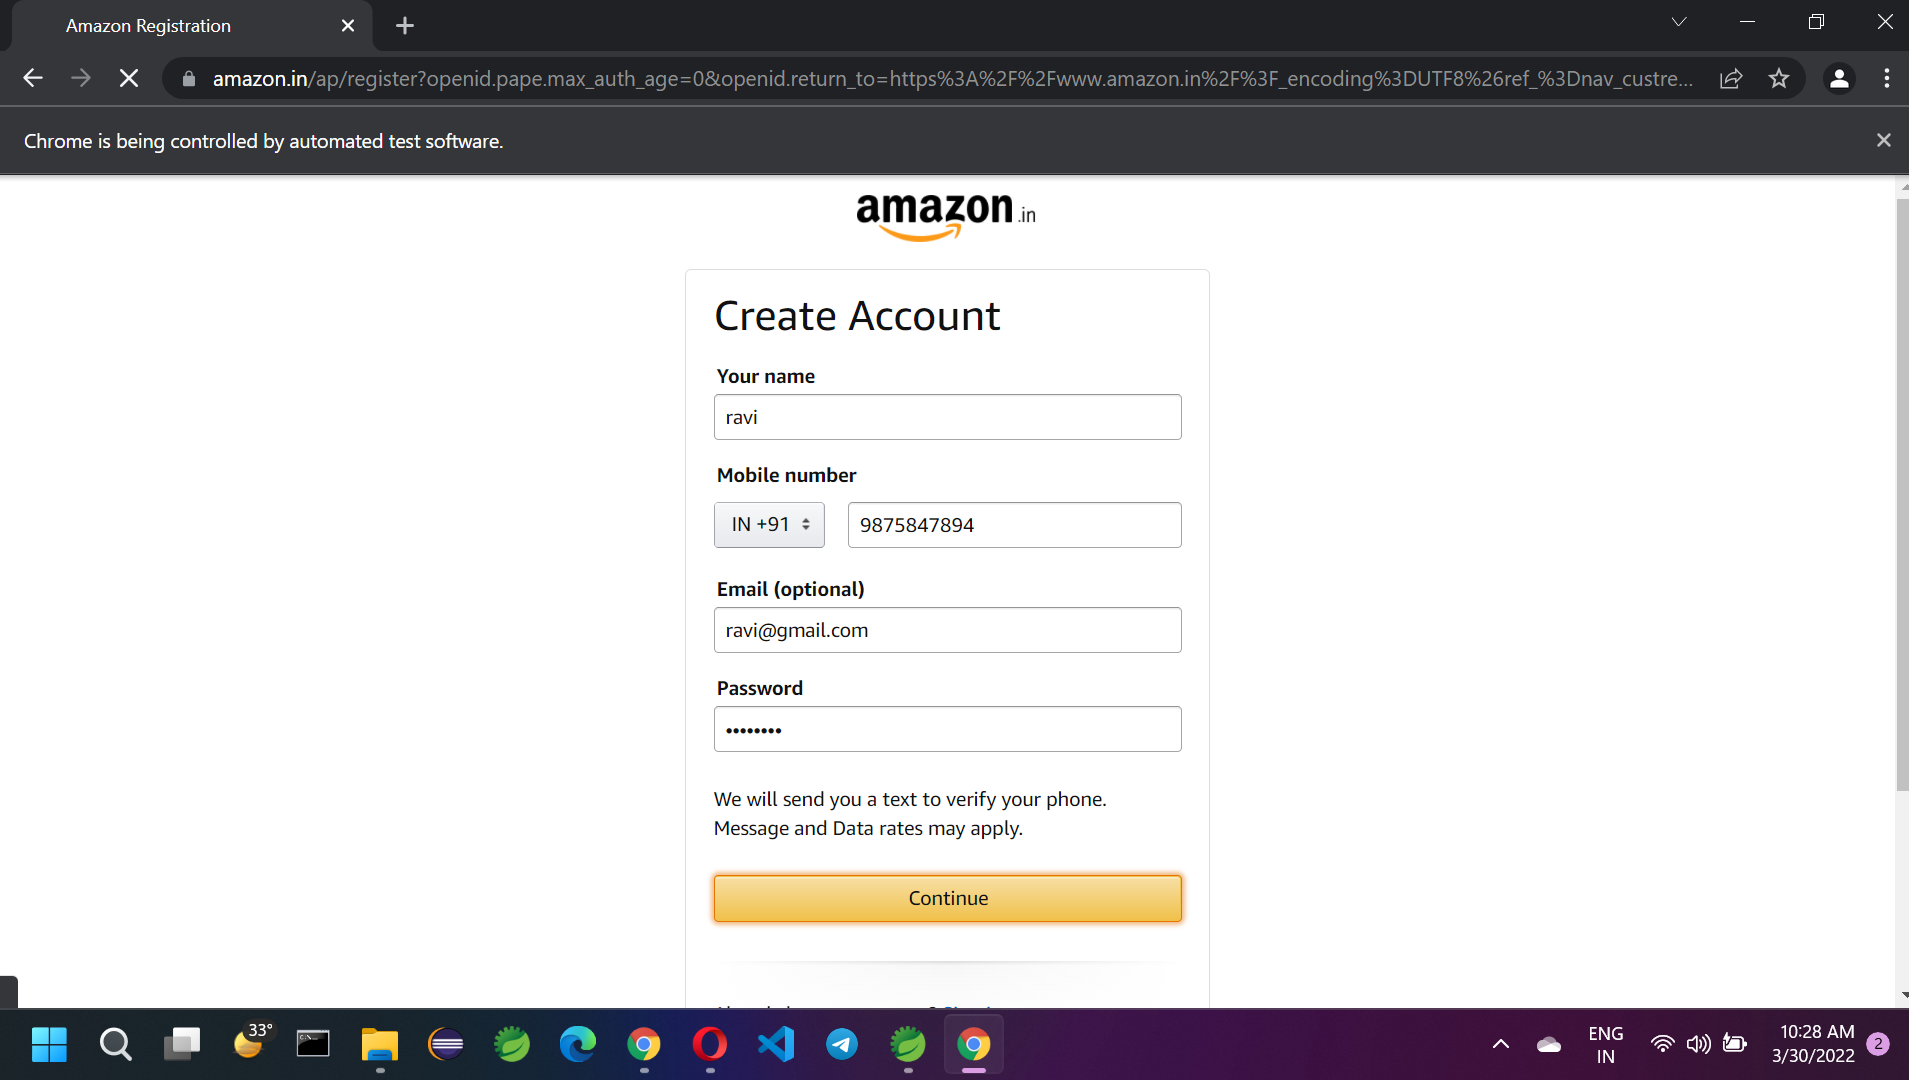 Amazon Registration
amazon.in/ap/register?openid.pape.max_auth_age=0&openid.return_to=https%3A%2F%2Fwww.amazon.in%2F%3F_encoding%3DUTF8%26ref_%3Dnav_custre...
Chrome is being controlled by automated test software.
amazon.in
Create Account
Your name
ravi
Mobile number
IN +91 9875847894
Email (optional)
ravi@gmail.com
Password
••••••••
We will send you a text to verify your phone.
Message and Data rates may apply.
Continue
33°
ENG
IN
10:28 AM
3/30/2022
2